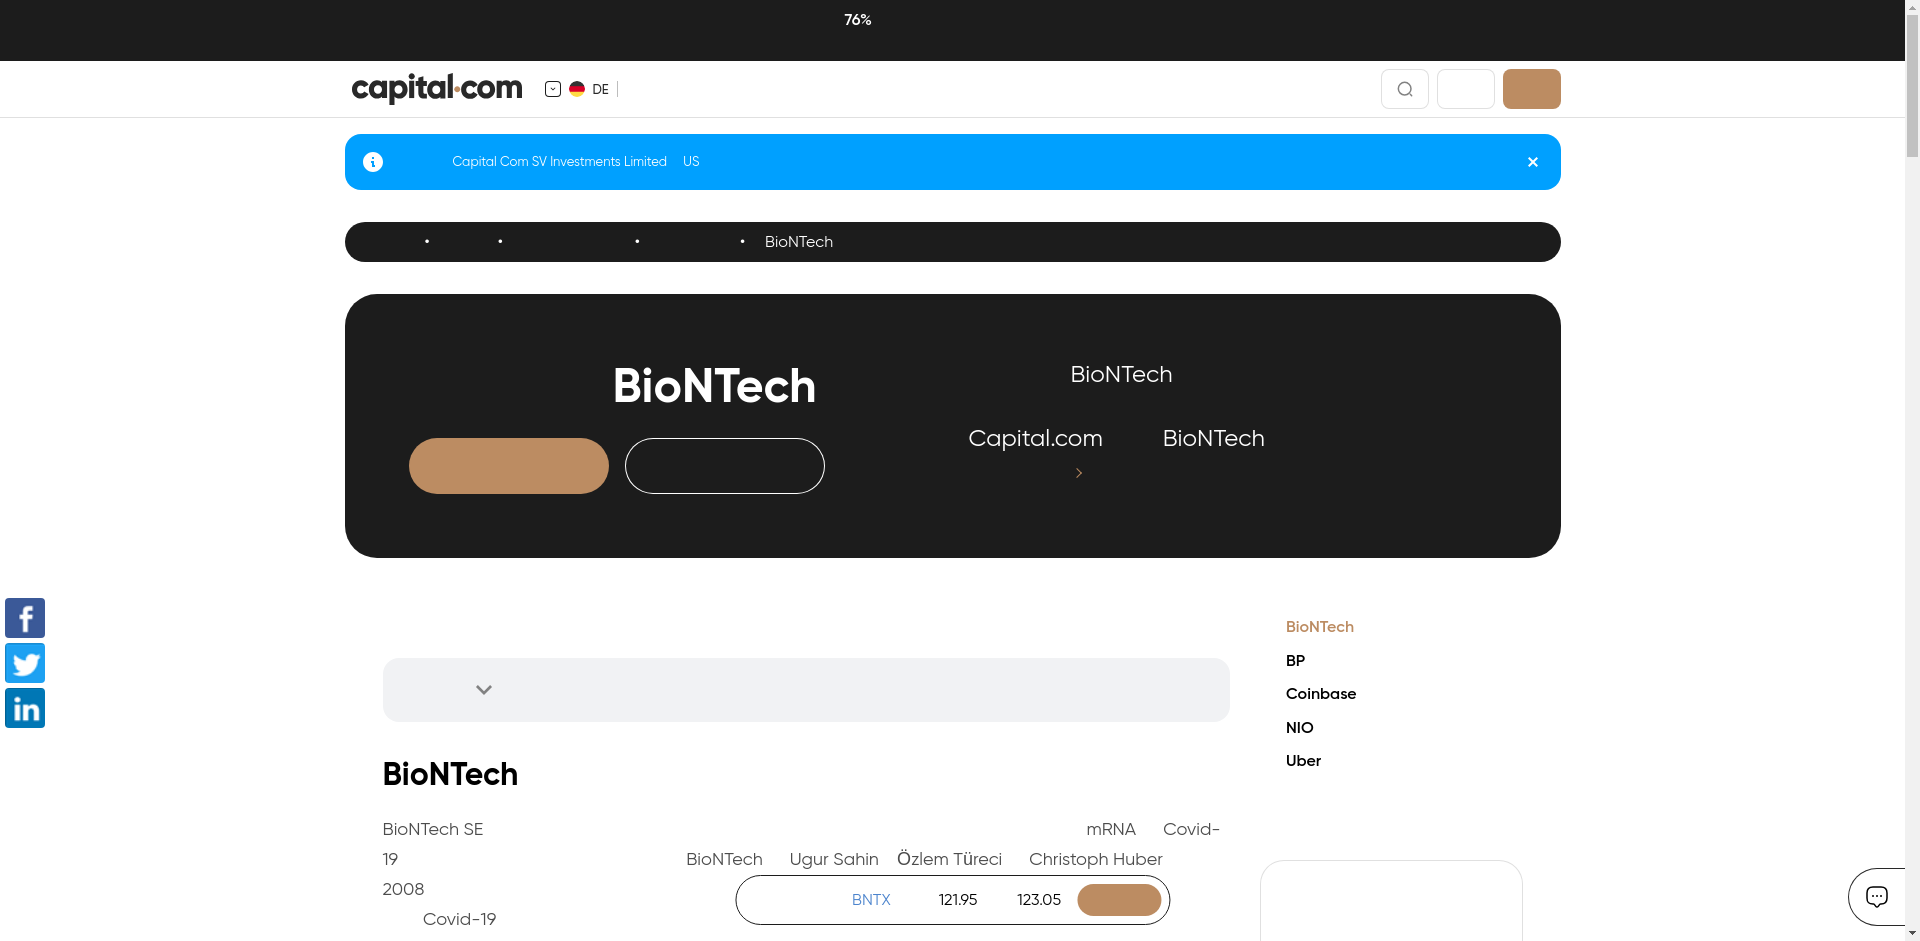 76%
capital.com
DE
Capital Com SV Investments Limited US
BioNTech
BioNTech
BioNTech
Capital.com BioNTech
BioNTech
BP
Coinbase
NIO
Uber
BioNTech
BioNTech SE mRNA Covid-
19 BioNTech Ugur Sahin Özlem Türeci Christoph Huber
2008
BNTX 121.95 123.05
Covid-19